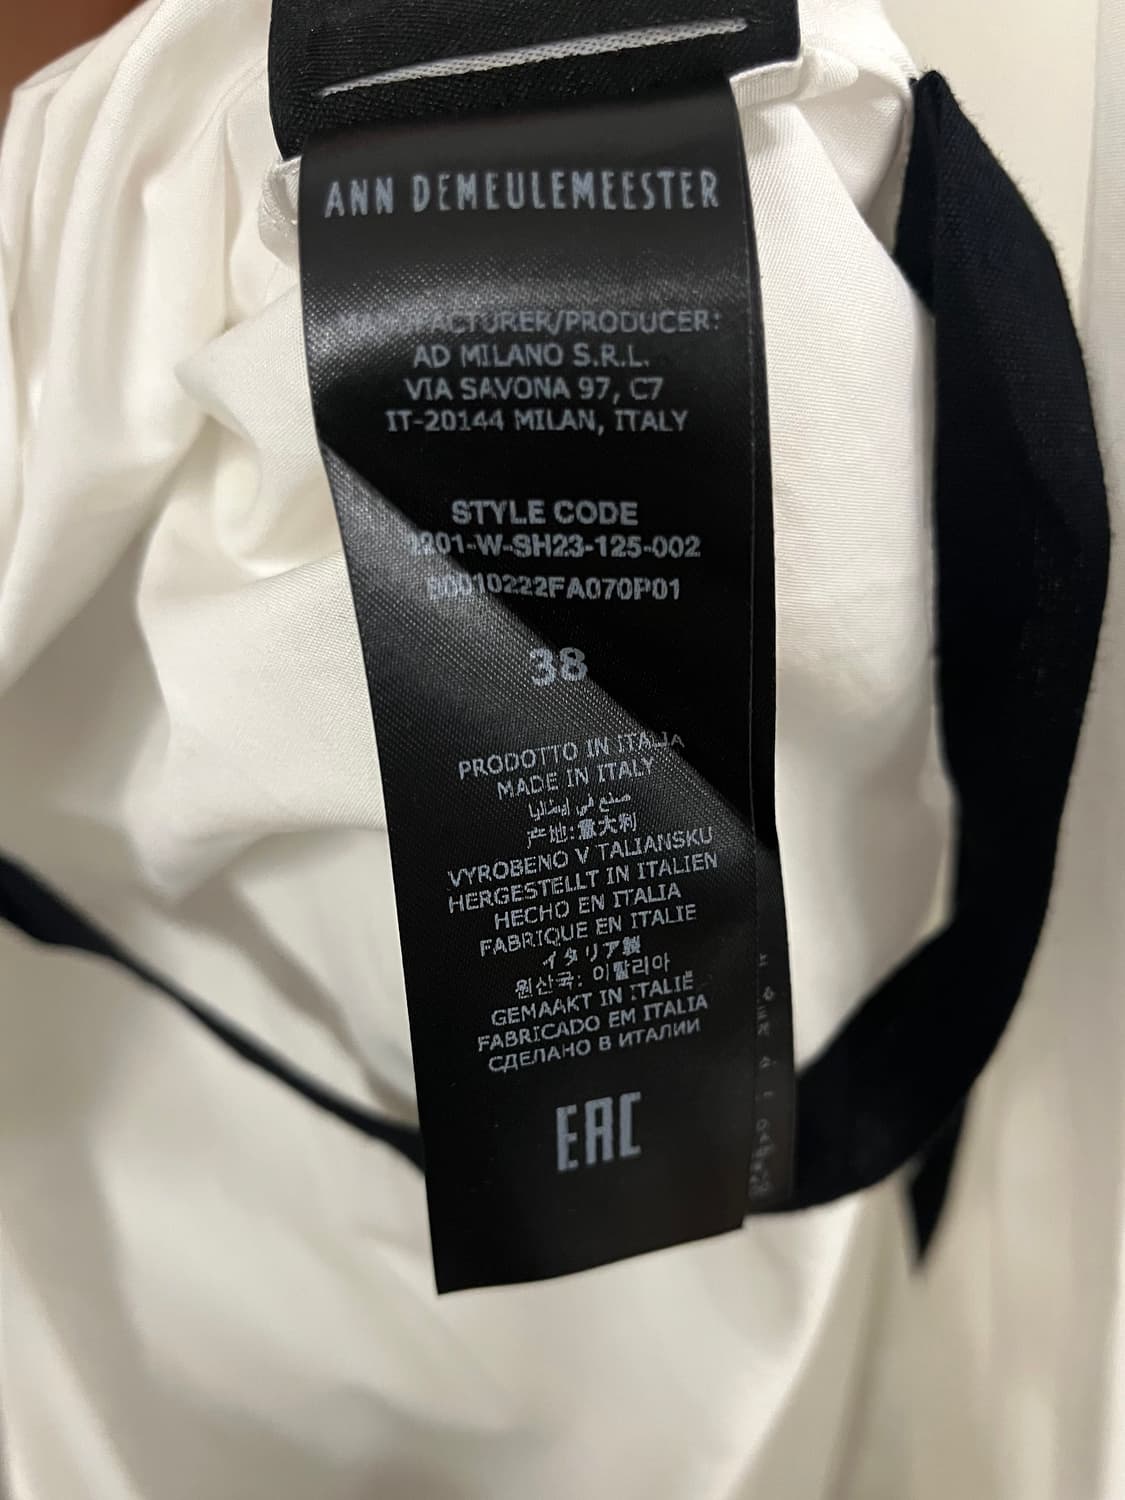 ANN DEMEULEMEESTER
MANUFACTURER/PRODUCER:
AD MILANO S.R.L.
VIA SAVONA 97, C7
IT-20144 MILAN, ITALY
STYLE CODE
2201-W-SH23-125-002
38
PRODOTTO IN ITALIA
MADE IN ITALY
صنع في إيطاليا
产地:意大利
VYROBENO V TALIANSKU
HERGESTELLT IN ITALIEN
HECHO EN ITALIA
FABRIQUE EN ITALIE
イタリア製
원산국: 이탈리아
GEMAAKT IN ITALIË
FABRICADO EM ITALIA
СДЕЛАНО В ИТАЛИИ
EAC